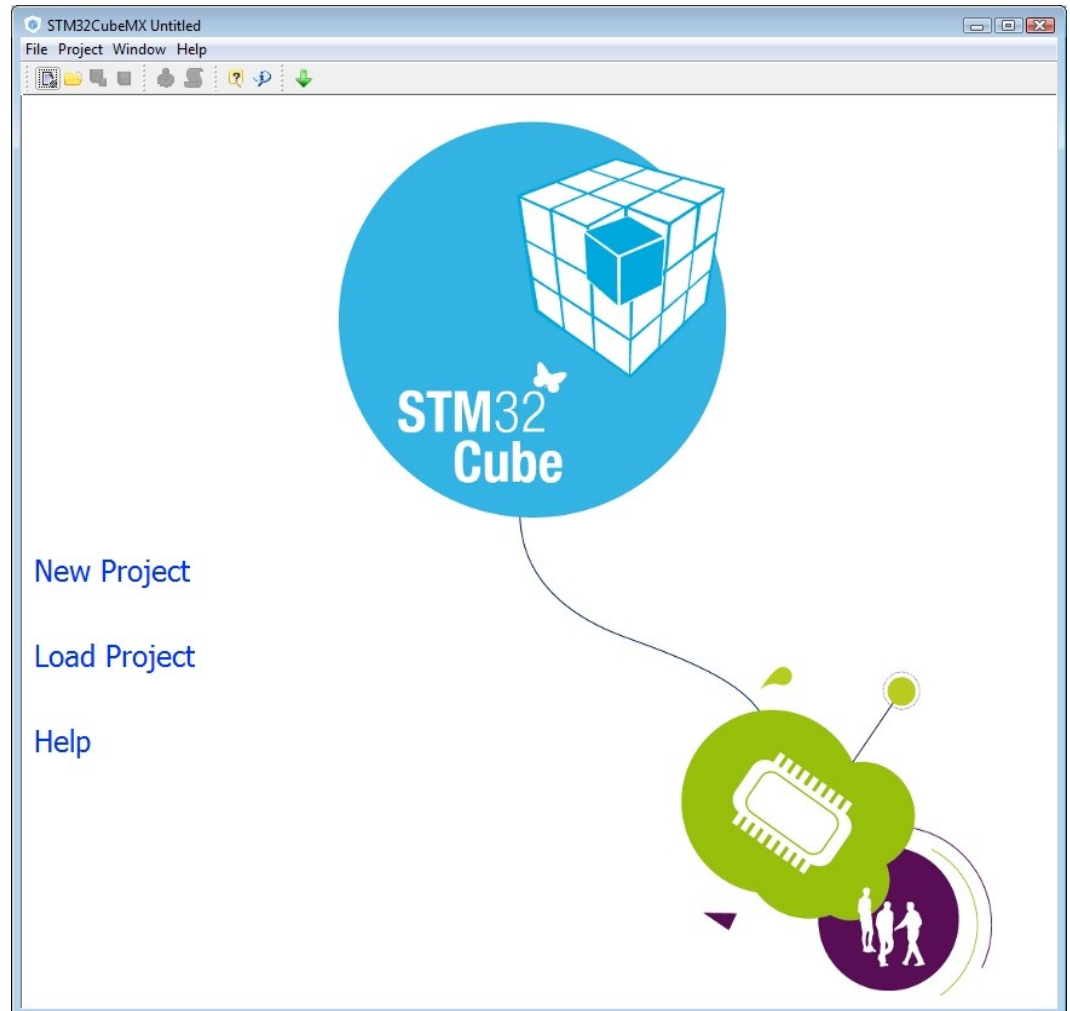 STM32CubeMX Untitled
File Project Window Help
STM32
Cube
New Project
Load Project
Help